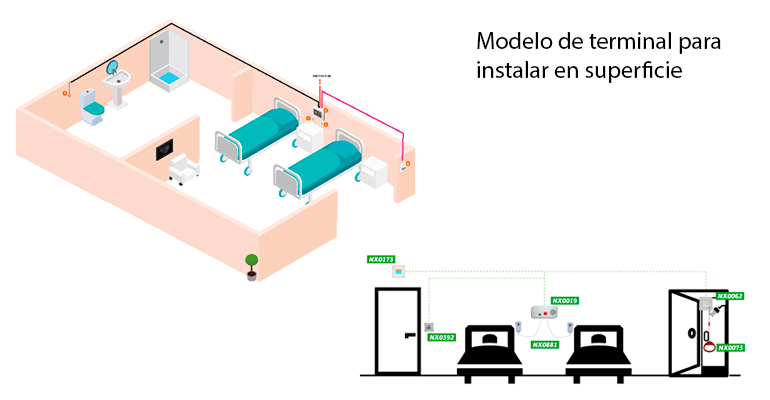 Modelo de terminal para
instalar en superficie
NX0173
NX0062
NX0019
NX0392
NX0881
NX0073